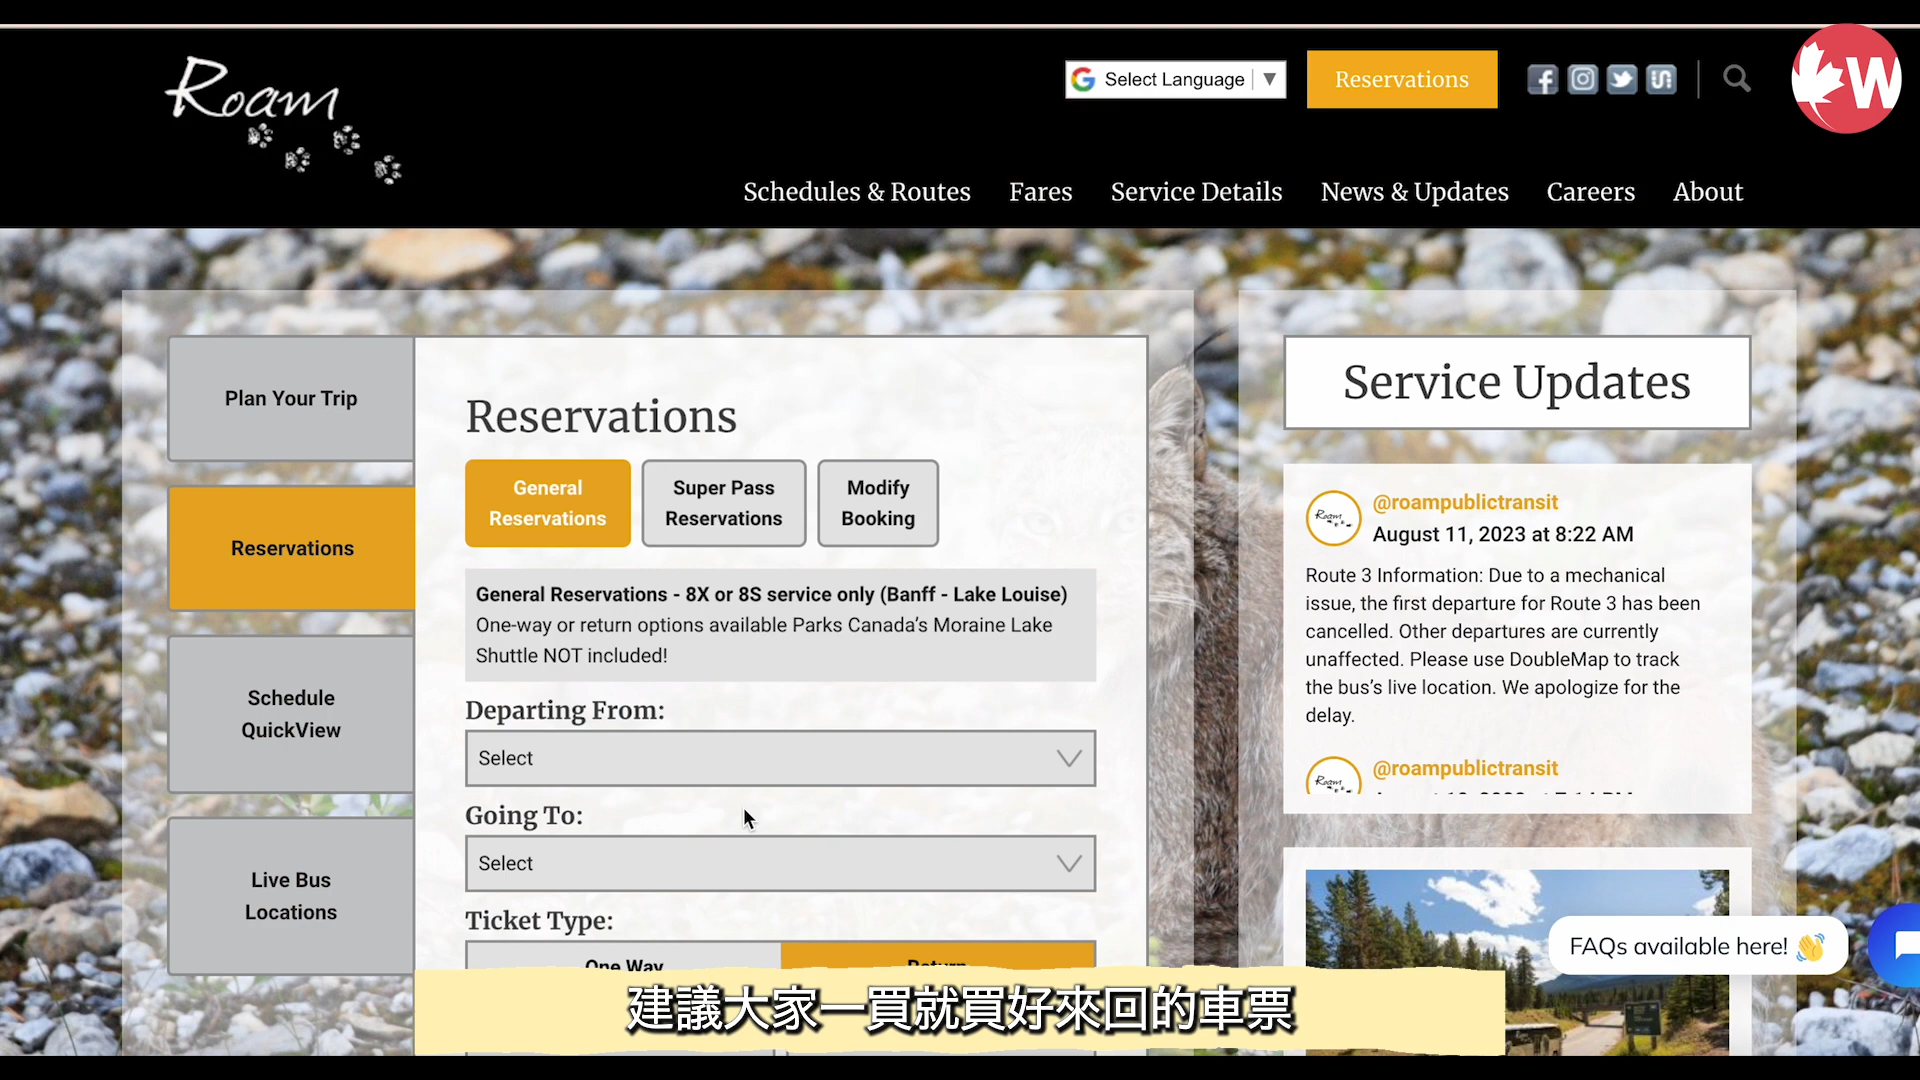 Roam
Select Language ▼
Reservations
W
Schedules & Routes
Fares
Service Details
News & Updates
Careers
About
Plan Your Trip
Reservations
Schedule
QuickView
Live Bus
Locations
Reservations
General
Reservations
Super Pass
Reservations
Modify
Booking
General Reservations - 8X or 8S service only (Banff - Lake Louise)
One-way or return options available Parks Canada's Moraine Lake
Shuttle NOT included!
Departing From:
Select
Going To:
Select
Ticket Type:
One Way
Return
Service Updates
Roam
@roampublictransit
August 11, 2023 at 8:22 AM
Route 3 Information: Due to a mechanical
issue, the first departure for Route 3 has been
cancelled. Other departures are currently
unaffected. Please use DoubleMap to track
the bus's live location. We apologize for the
delay.
Roam
@roampublictransit
FAQs available here! 👋
建議大家一買就買好來回的車票